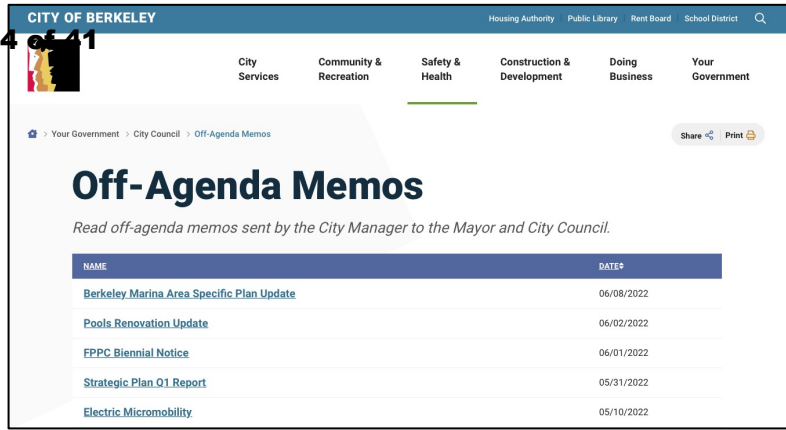 CITY OF BERKELEY
Housing Authority Public Library Rent Board School District
4 of 41
City Services
Community & Recreation
Safety & Health
Construction & Development
Doing Business
Your Government
> Your Government > City Council > Off-Agenda Memos
Share Print
Off-Agenda Memos
Read off-agenda memos sent by the City Manager to the Mayor and City Council.
NAME DATE
Berkeley Marina Area Specific Plan Update 06/08/2022
Pools Renovation Update 06/02/2022
FPPC Biennial Notice 06/01/2022
Strategic Plan Q1 Report 05/31/2022
Electric Micromobility 05/10/2022